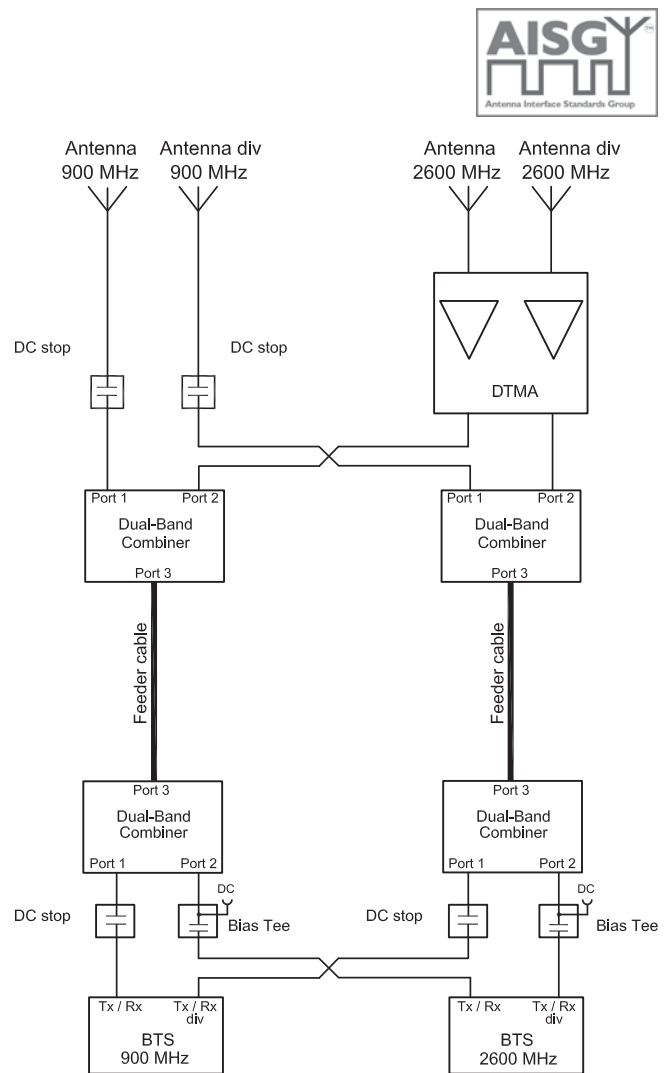 AISG
TM
Antenna Interface Standards Group
Antenna
900 MHz
Antenna div
900 MHz
Antenna
2600 MHz
Antenna div
2600 MHz
DC stop
DC stop
DTMA
Port 1
Port 2
Dual-Band
Combiner
Port 3
Port 1
Port 2
Dual-Band
Combiner
Port 3
Feeder cable
Feeder cable
Port 3
Dual-Band
Combiner
Port 1
Port 2
Port 3
Dual-Band
Combiner
Port 1
Port 2
DC stop
DC
Bias Tee
DC stop
DC
Bias Tee
Tx / Rx
Tx / Rx
div
BTS
900 MHz
Tx / Rx
Tx / Rx
div
BTS
2600 MHz